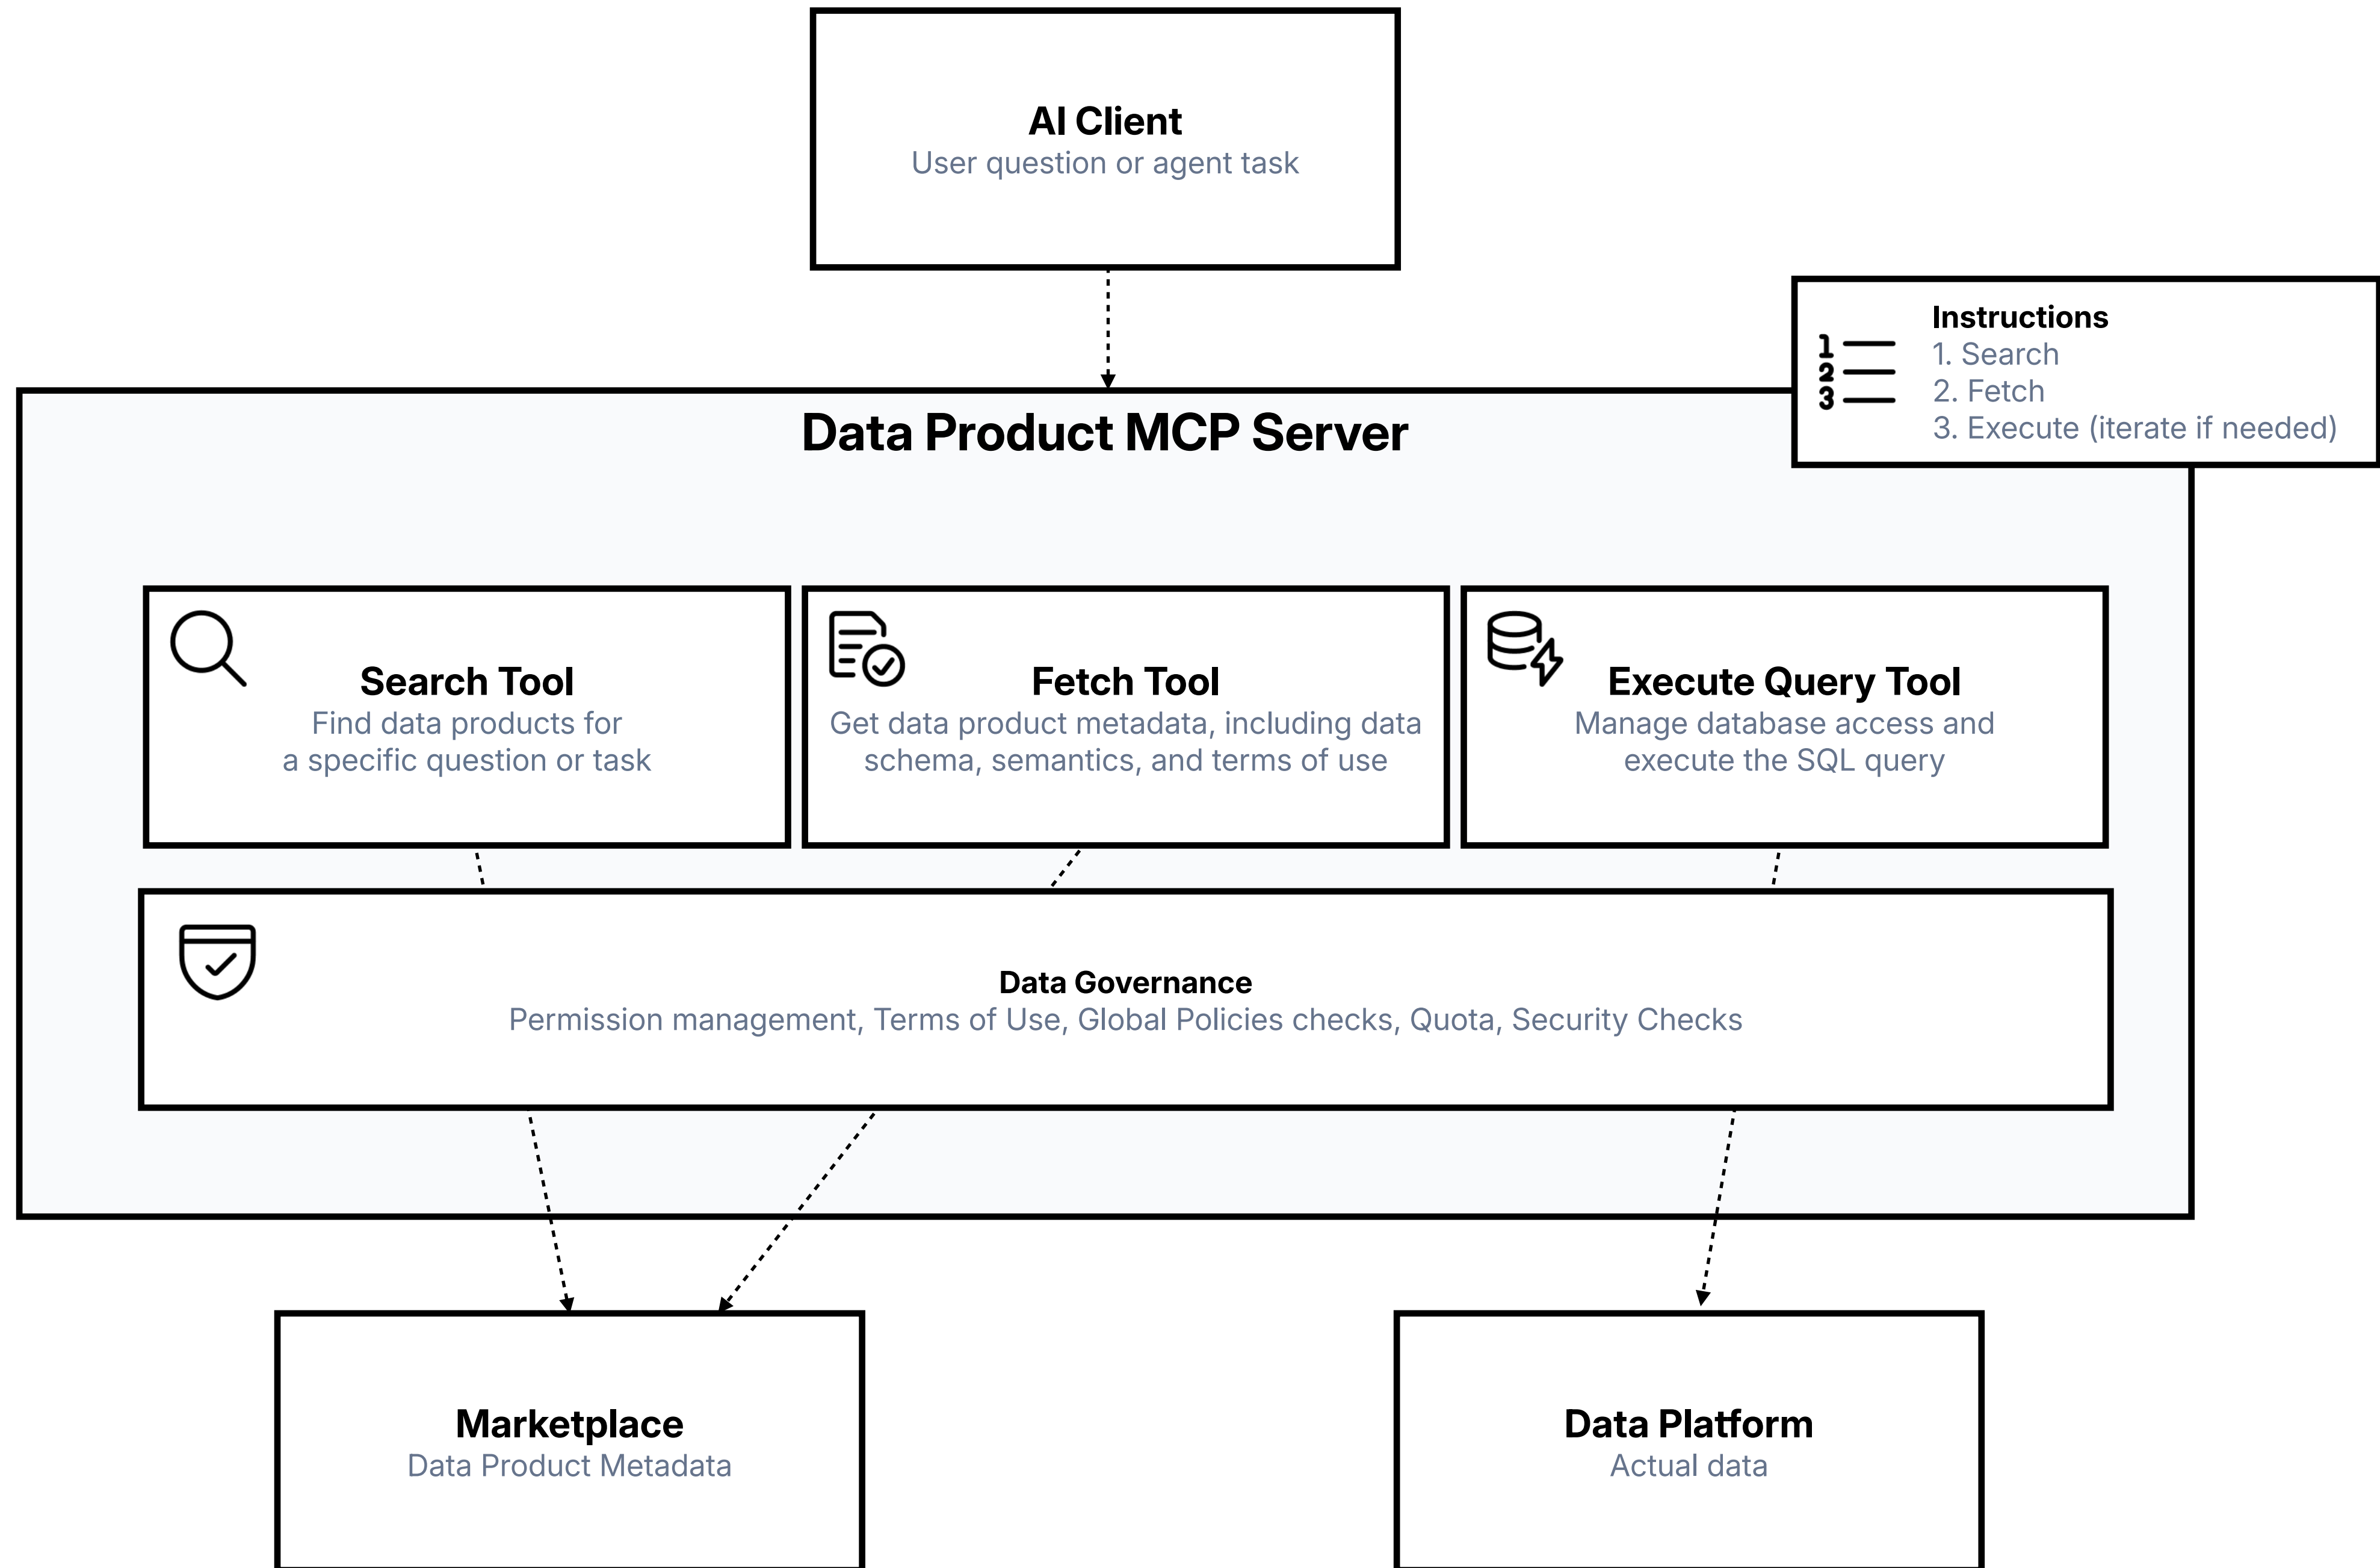 AI Client
User question or agent task
Instructions
1. Search
2. Fetch
3. Execute (iterate if needed)
1
2
3
Data Product MCP Server
Search Tool
Find data products for
a specific question or task
Fetch Tool
Get data product metadata, including data
schema, semantics, and terms of use
Execute Query Tool
Manage database access and
execute the SQL query
Data Governance
Permission management, Terms of Use, Global Policies checks, Quota, Security Checks
Marketplace
Data Product Metadata
Data Platform
Actual data